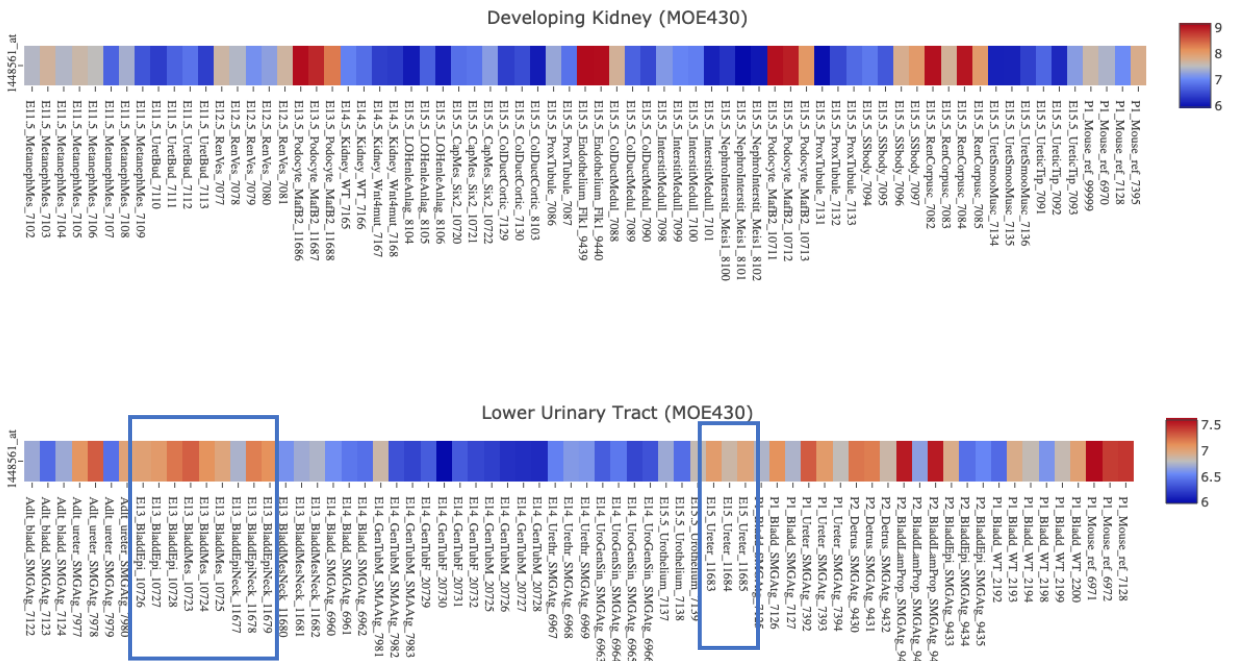 Developing Kidney (MOE430)
1448561_at
9
8
7
6
E11.5_MetanephMes_7102
E11.5_MetanephMes_7103
E11.5_MetanephMes_7104
E11.5_MetanephMes_7105
E11.5_MetanephMes_7106
E11.5_MetanephMes_7107
E11.5_MetanephMes_7108
E11.5_MetanephMes_7109
E11.5_UretBud_7110
E11.5_UretBud_7111
E11.5_UretBud_7112
E11.5_UretBud_7113
E12.5_RenVes_7077
E12.5_RenVes_7078
E12.5_RenVes_7079
E12.5_RenVes_7080
E12.5_RenVes_7081
E13.5_Podocyte_MafB2_11686
E13.5_Podocyte_MafB2_11687
E13.5_Podocyte_MafB2_11688
E14.5_Kidney_WT_7165
E14.5_Kidney_WT_7166
E14.5_Kidney_Wnt4mut_7167
E14.5_Kidney_Wnt4mut_7168
E15.5_LOHenleAnlag_8104
E15.5_LOHenleAnlag_8105
E15.5_LOHenleAnlag_8106
E15.5_CapMes_Six2_10720
E15.5_CapMes_Six2_10721
E15.5_CapMes_Six2_10722
E15.5_ColDuctCortic_7129
E15.5_ColDuctCortic_7130
E15.5_ColDuctCortic_8103
E15.5_ProxTubule_7086
E15.5_ProxTubule_7087
E15.5_Endothelium_Flk1_9439
E15.5_Endothelium_Flk1_9440
E15.5_ColDuctMedul_7088
E15.5_ColDuctMedul_7089
E15.5_ColDuctMedul_7090
E15.5_InterstitMedull_7098
E15.5_InterstitMedull_7099
E15.5_InterstitMedull_7100
E15.5_InterstitMedull_7101
E15.5_NephroInterstit_Meis1_8100
E15.5_NephroInterstit_Meis1_8101
E15.5_NephroInterstit_Meis1_8102
E15.5_Podocyte_MafB2_10711
E15.5_Podocyte_MafB2_10712
E15.5_Podocyte_MafB2_10713
E15.5_ProxTubule_7131
E15.5_ProxTubule_7132
E15.5_ProxTubule_7133
E15.5_SSbody_7094
E15.5_SSbody_7095
E15.5_SSbody_7096
E15.5_SSbody_7097
E15.5_RenCorpusc_7082
E15.5_RenCorpusc_7083
E15.5_RenCorpusc_7084
E15.5_RenCorpusc_7085
E15.5_UretSmooMusc_7134
E15.5_UretSmooMusc_7135
E15.5_UretSmooMusc_7136
E15.5_UreticTip_7091
E15.5_UreticTip_7092
E15.5_UreticTip_7093
P1_Mouse_ref_99999
P1_Mouse_ref_6970
P1_Mouse_ref_7128
P1_Mouse_ref_7395
Lower Urinary Tract (MOE430)
1448561_at
7.5
7
6.5
6
Adlt_bladd_SMGAtg_7122
Adlt_bladd_SMGAtg_7123
Adlt_bladd_SMGAtg_7124
Adlt_ureter_SMGAtg_7977
Adlt_ureter_SMGAtg_7978
Adlt_ureter_SMGAtg_7979
Adlt_ureter_SMGAtg_7980
E13_BladdEpi_10726
E13_BladdEpi_10727
E13_BladdEpi_10728
E13_BladdMes_10723
E13_BladdMes_10724
E13_BladdMes_10725
E13_BladdEpiNeck_11677
E13_BladdEpiNeck_11678
E13_BladdEpiNeck_11679
E13_BladdMesNeck_11680
E13_BladdMesNeck_11681
E13_BladdMesNeck_11682
E14_Bladd_SMGAtg_6960
E14_Bladd_SMGAtg_6961
E14_Bladd_SMGAtg_6962
E14_GenTubM_SMAAtg_7981
E14_GenTubM_SMAAtg_7982
E14_GenTubM_SMAAtg_7983
E14_GenTubF_20729
E14_GenTubF_20730
E14_GenTubF_20731
E14_GenTubF_20732
E14_GenTubM_20725
E14_GenTubM_20726
E14_GenTubM_20727
E14_GenTubM_20728
E14_Urethr_SMGAtg_6967
E14_Urethr_SMGAtg_6968
E14_Urethr_SMGAtg_6969
E14_UroGenSin_SMGAtg_6963
E14_UroGenSin_SMGAtg_6964
E14_UroGenSin_SMGAtg_6965
E14_UroGenSin_SMGAtg_6966
E15.5_Urothelium_7137
E15.5_Urothelium_7138
E15.5_Urothelium_7139
E15_Ureter_11683
E15_Ureter_11684
E15_Ureter_11685
P1_Bladd_SMGAtg_7125
P1_Bladd_SMGAtg_7126
P1_Bladd_SMGAtg_7127
P1_Ureter_SMGAtg_7392
P1_Ureter_SMGAtg_7393
P1_Ureter_SMGAtg_7394
P2_Detrus_SMGAtg_9430
P2_Detrus_SMGAtg_9431
P2_Detrus_SMGAtg_9432
P2_BladdLamProp_SMGAtg_94
P2_BladdLamProp_SMGAtg_94
P2_BladdLamProp_SMGAtg_94
P2_BladdEpi_SMGAtg_9433
P2_BladdEpi_SMGAtg_9434
P2_BladdEpi_SMGAtg_9435
P1_Bladd_WT_2192
P1_Bladd_WT_2193
P1_Bladd_WT_2194
P1_Bladd_WT_2198
P1_Bladd_WT_2199
P1_Bladd_WT_2200
P1_Mouse_ref_6971
P1_Mouse_ref_6972
P1_Mouse_ref_7128